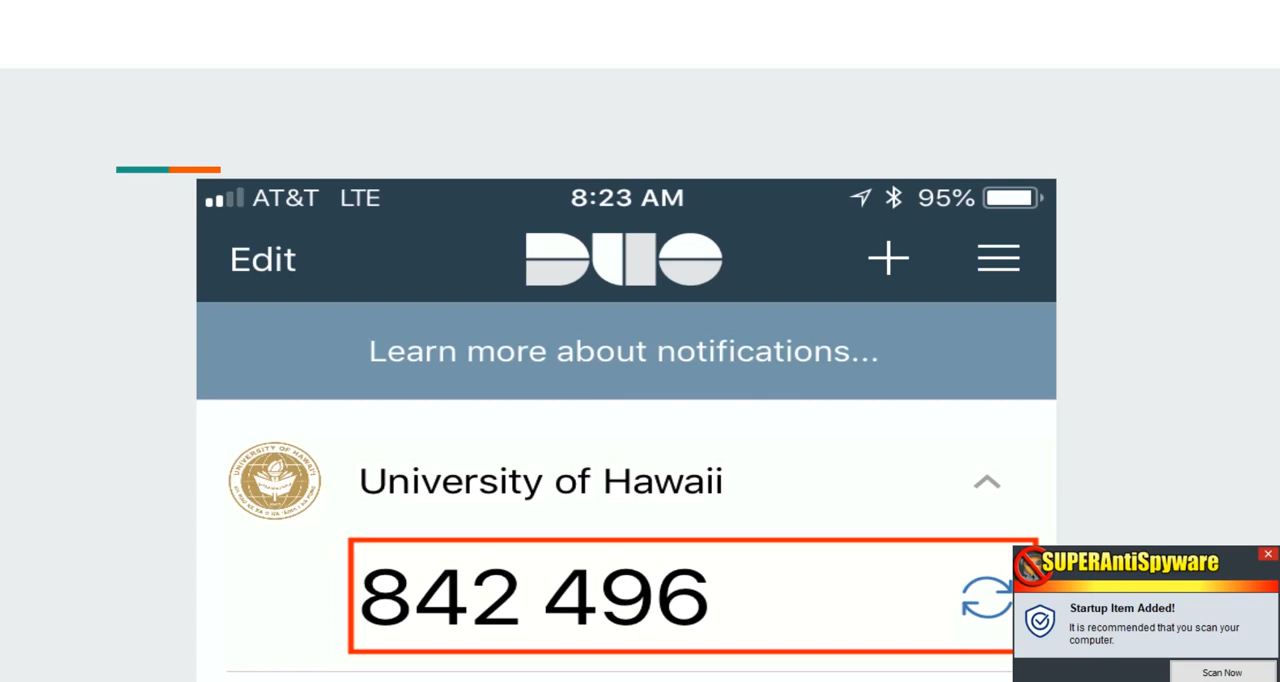 AT&T LTE 8:23 AM 95%
Edit DUO
Learn more about notifications...
University of Hawaii
842 496
SUPERAntiSpyware
Startup Item Added!
It is recommended that you scan your
computer.
Scan Now